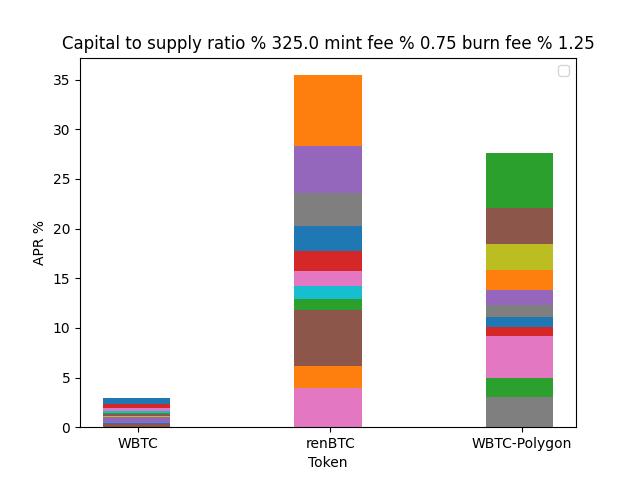 Capital to supply ratio % 325.0 mint fee % 0.75 burn fee % 1.25
35
30
25
20
15
10
5
0
APR %
WBTC
renBTC
WBTC-Polygon
Token